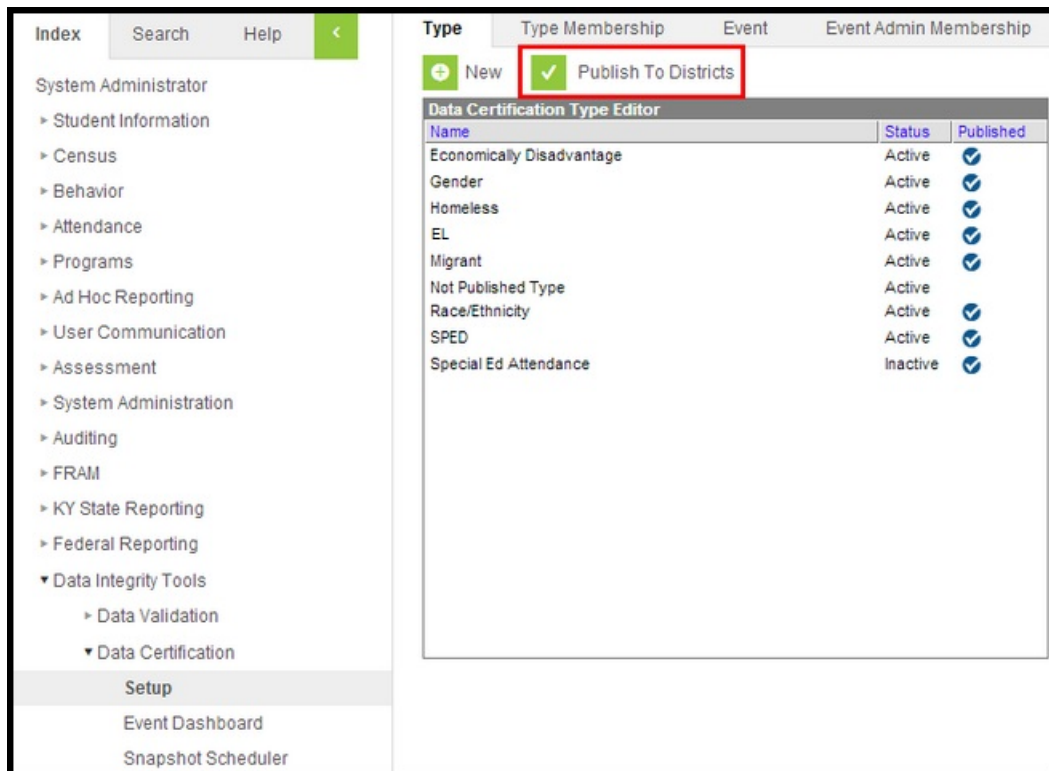 Index Search Help
System Administrator
Student Information
Census
Behavior
Attendance
Programs
Ad Hoc Reporting
User Communication
Assessment
System Administration
Auditing
FRAM
KY State Reporting
Federal Reporting
Data Integrity Tools
Data Validation
Data Certification
Setup
Event Dashboard
Snapshot Scheduler
Type Type Membership Event Event Admin Membership
New Publish To Districts
Data Certification Type Editor
Name Status Published
Economically Disadvantage Active
Gender Active
Homeless Active
EL Active
Migrant Active
Not Published Type Active
Race/Ethnicity Active
SPED Active
Special Ed Attendance Inactive